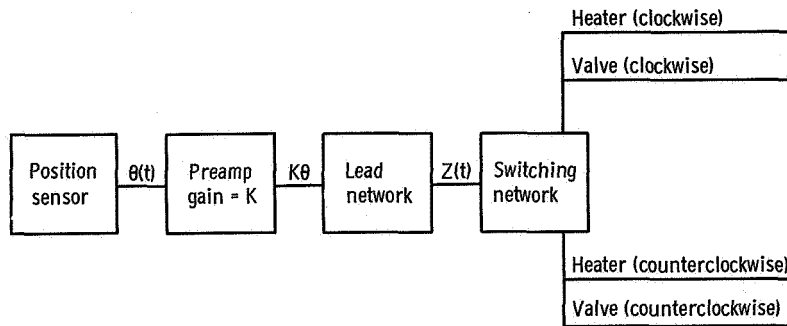 Heater (clockwise)
Valve (clockwise)
Position
sensor
θ(t)
Preamp
gain = K
Kθ
Lead
network
Z(t)
Switching
network
Heater (counterclockwise)
Valve (counterclockwise)